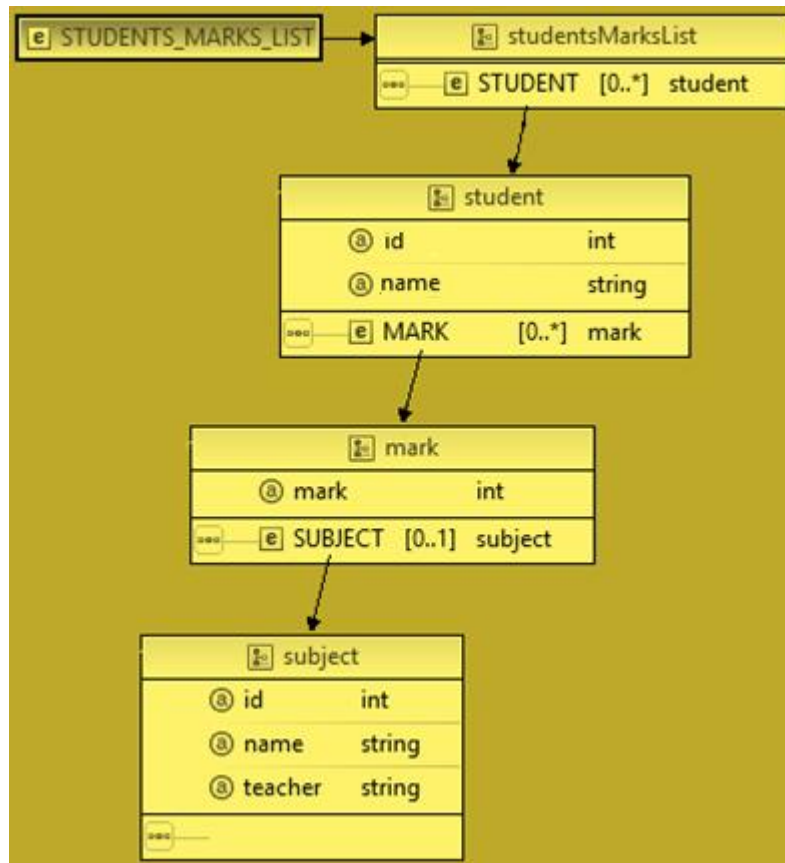 e STUDENTS_MARKS_LIST
studentsMarksList
e STUDENT [0..*] student
student
a id int
a name string
e MARK [0..*] mark
mark
a mark int
e SUBJECT [0..1] subject
subject
a id int
a name string
a teacher string